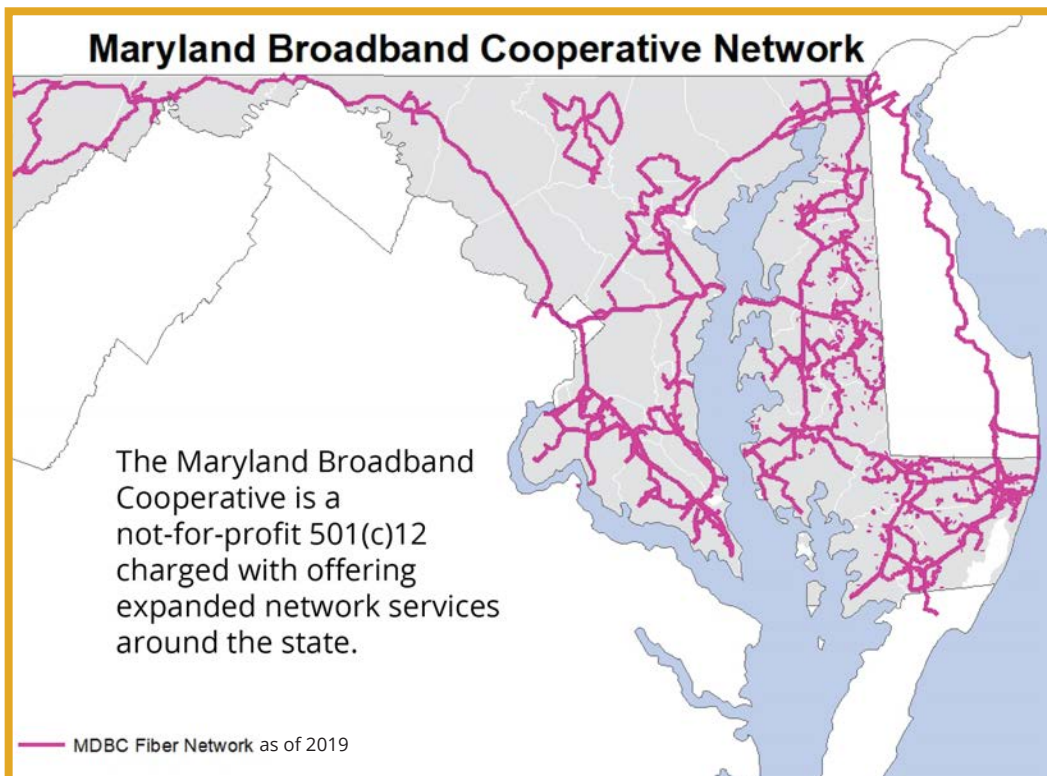 Maryland Broadband Cooperative Network
The Maryland Broadband
Cooperative is a
not-for-profit 501(c)12
charged with offering
expanded network services
around the state.
MDBC Fiber Network as of 2019